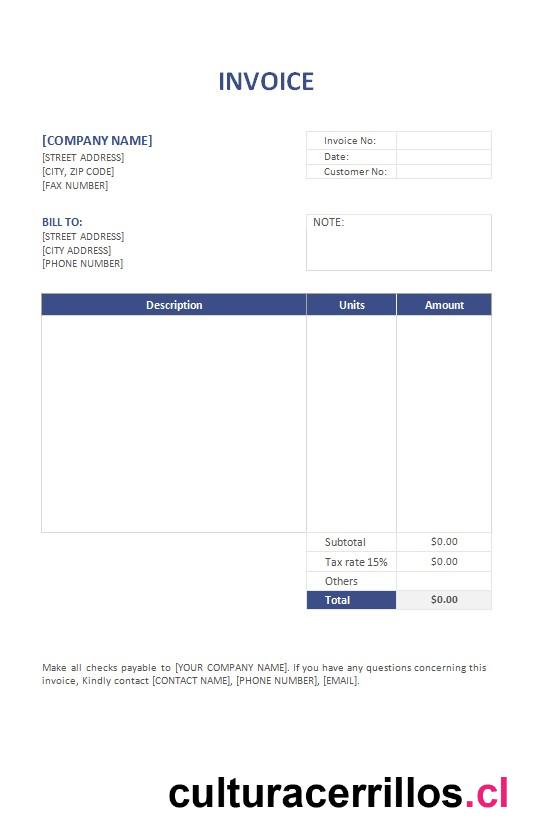 INVOICE
[COMPANY NAME]
[STREET ADDRESS]
[CITY, ZIP CODE]
[FAX NUMBER]
Invoice No:
Date:
Customer No:
BILL TO:
[STREET ADDRESS]
[CITY ADDRESS]
[PHONE NUMBER]
NOTE:
Description Units Amount
Subtotal $0.00
Tax rate 15% $0.00
Others
Total $0.00
Make all checks payable to [YOUR COMPANY NAME]. If you have any questions concerning this
invoice, Kindly contact [CONTACT NAME], [PHONE NUMBER], [EMAIL].
culturacerrillos.cl